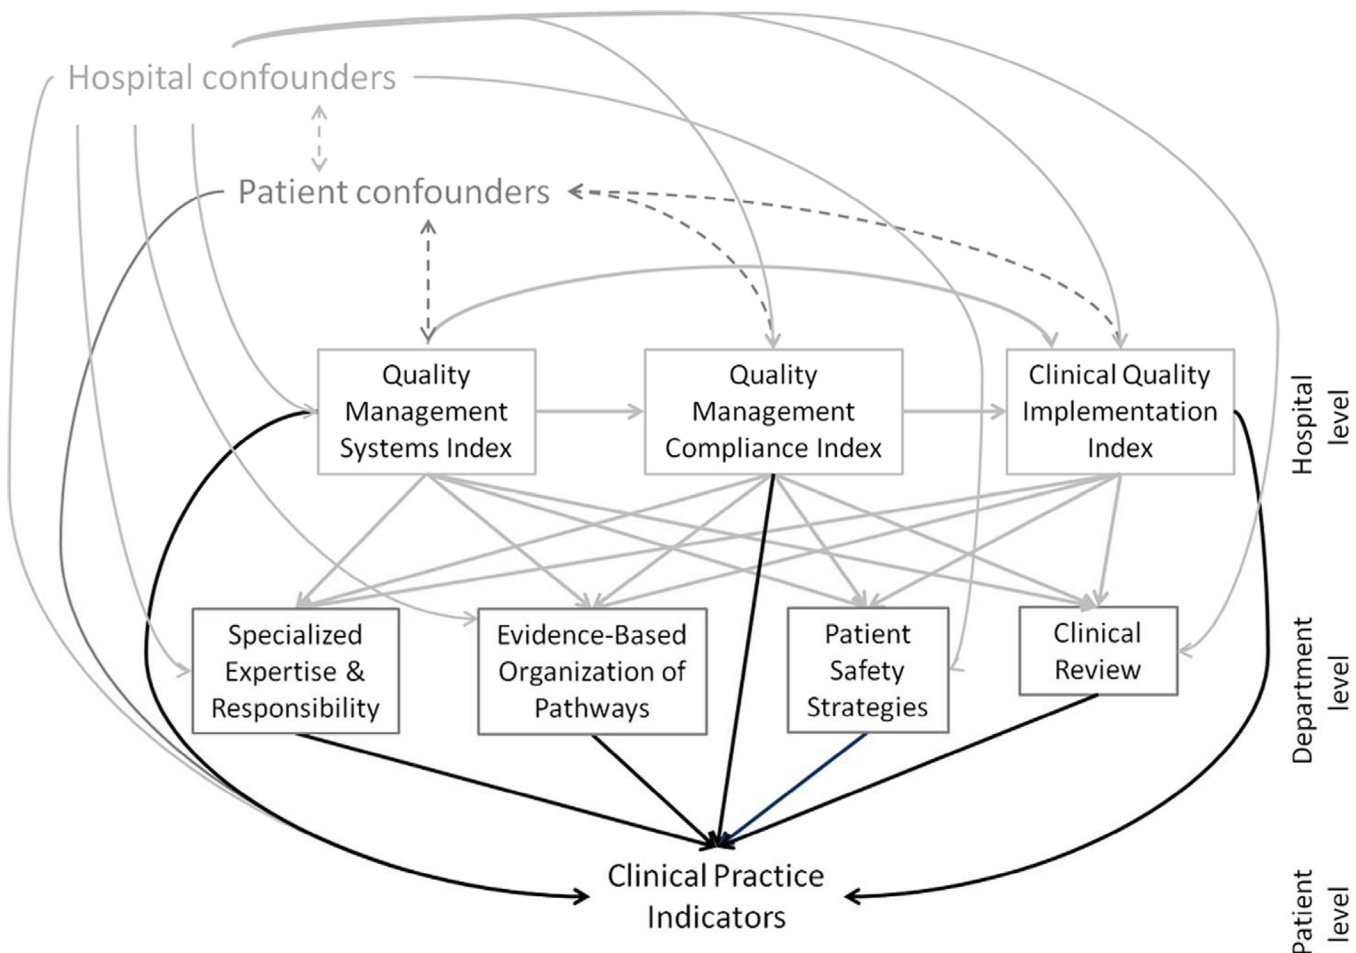 Hospital confounders
Patient confounders
Quality
Management
Systems Index
Quality
Management
Compliance Index
Clinical Quality
Implementation
Index
Hospital
level
Specialized
Expertise &
Responsibility
Evidence-Based
Organization of
Pathways
Patient
Safety
Strategies
Clinical
Review
Department
level
Clinical Practice
Indicators
Patient
level